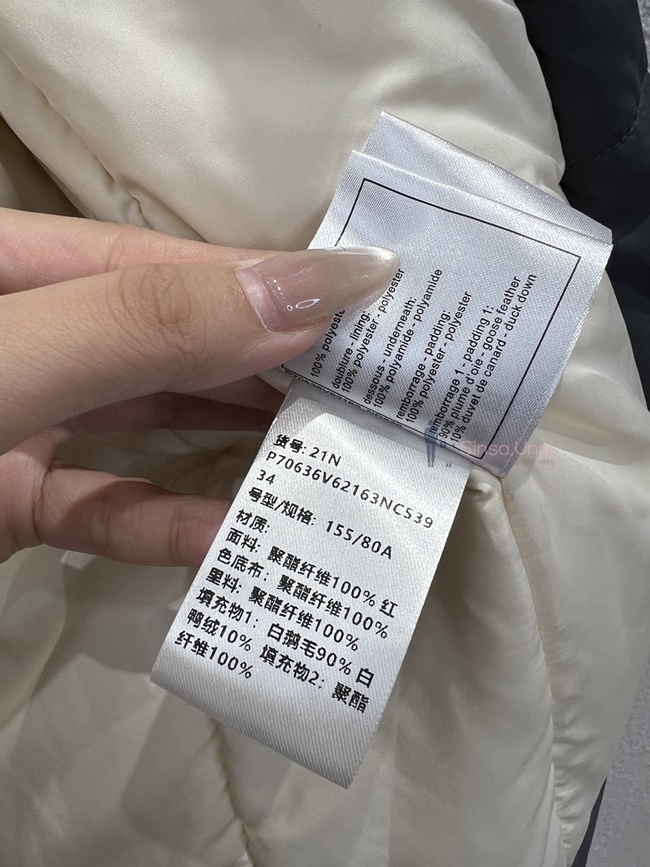 100% polyester
doublure - lining:
100% polyester - polyester
dessous - underneath:
100% polyamide - polyamide
remborrage - padding:
100% polyester - polyester
remborrage 1 - padding 1:
90% plume d'oie - goose feather
10% duvet de canard - duck down
货号: 21N
P70636V62163NC539
34
号型/规格: 155/80A
材质:
面料: 聚酯纤维100% 红
色底布: 聚酯纤维100%
里料: 聚酯纤维100%
填充物1: 白鹅毛90% 白
鸭绒10% 填充物2: 聚酯
纤维100%